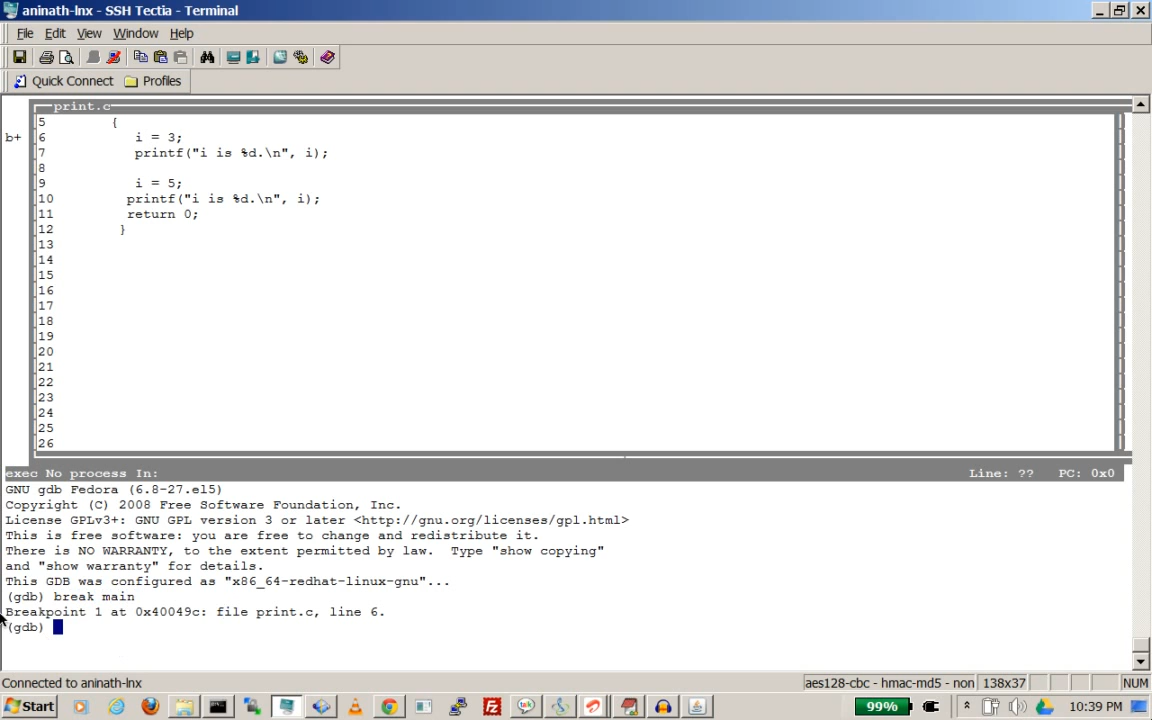 aninath-lnx - SSH Tectia - Terminal
File Edit View Window Help
Quick Connect Profiles
print.c
5 {
b+ 6 i = 3;
7 printf("i is %d.\n", i);
8
9 i = 5;
10 printf("i is %d.\n", i);
11 return 0;
12 }
13
14
15
16
17
18
19
20
21
22
23
24
25
26
exec No process In: Line: ?? PC: 0x0
GNU gdb Fedora (6.8-27.el5)
Copyright (C) 2008 Free Software Foundation, Inc.
License GPLv3+: GNU GPL version 3 or later <http://gnu.org/licenses/gpl.html>
This is free software: you are free to change and redistribute it.
There is NO WARRANTY, to the extent permitted by law. Type "show copying"
and "show warranty" for details.
This GDB was configured as "x86_64-redhat-linux-gnu"...
(gdb) break main
Breakpoint 1 at 0x40049c: file print.c, line 6.
(gdb)
Connected to aninath-lnx aes128-cbc - hmac-md5 - non 138x37 NUM
Start talk 99% 10:39 PM